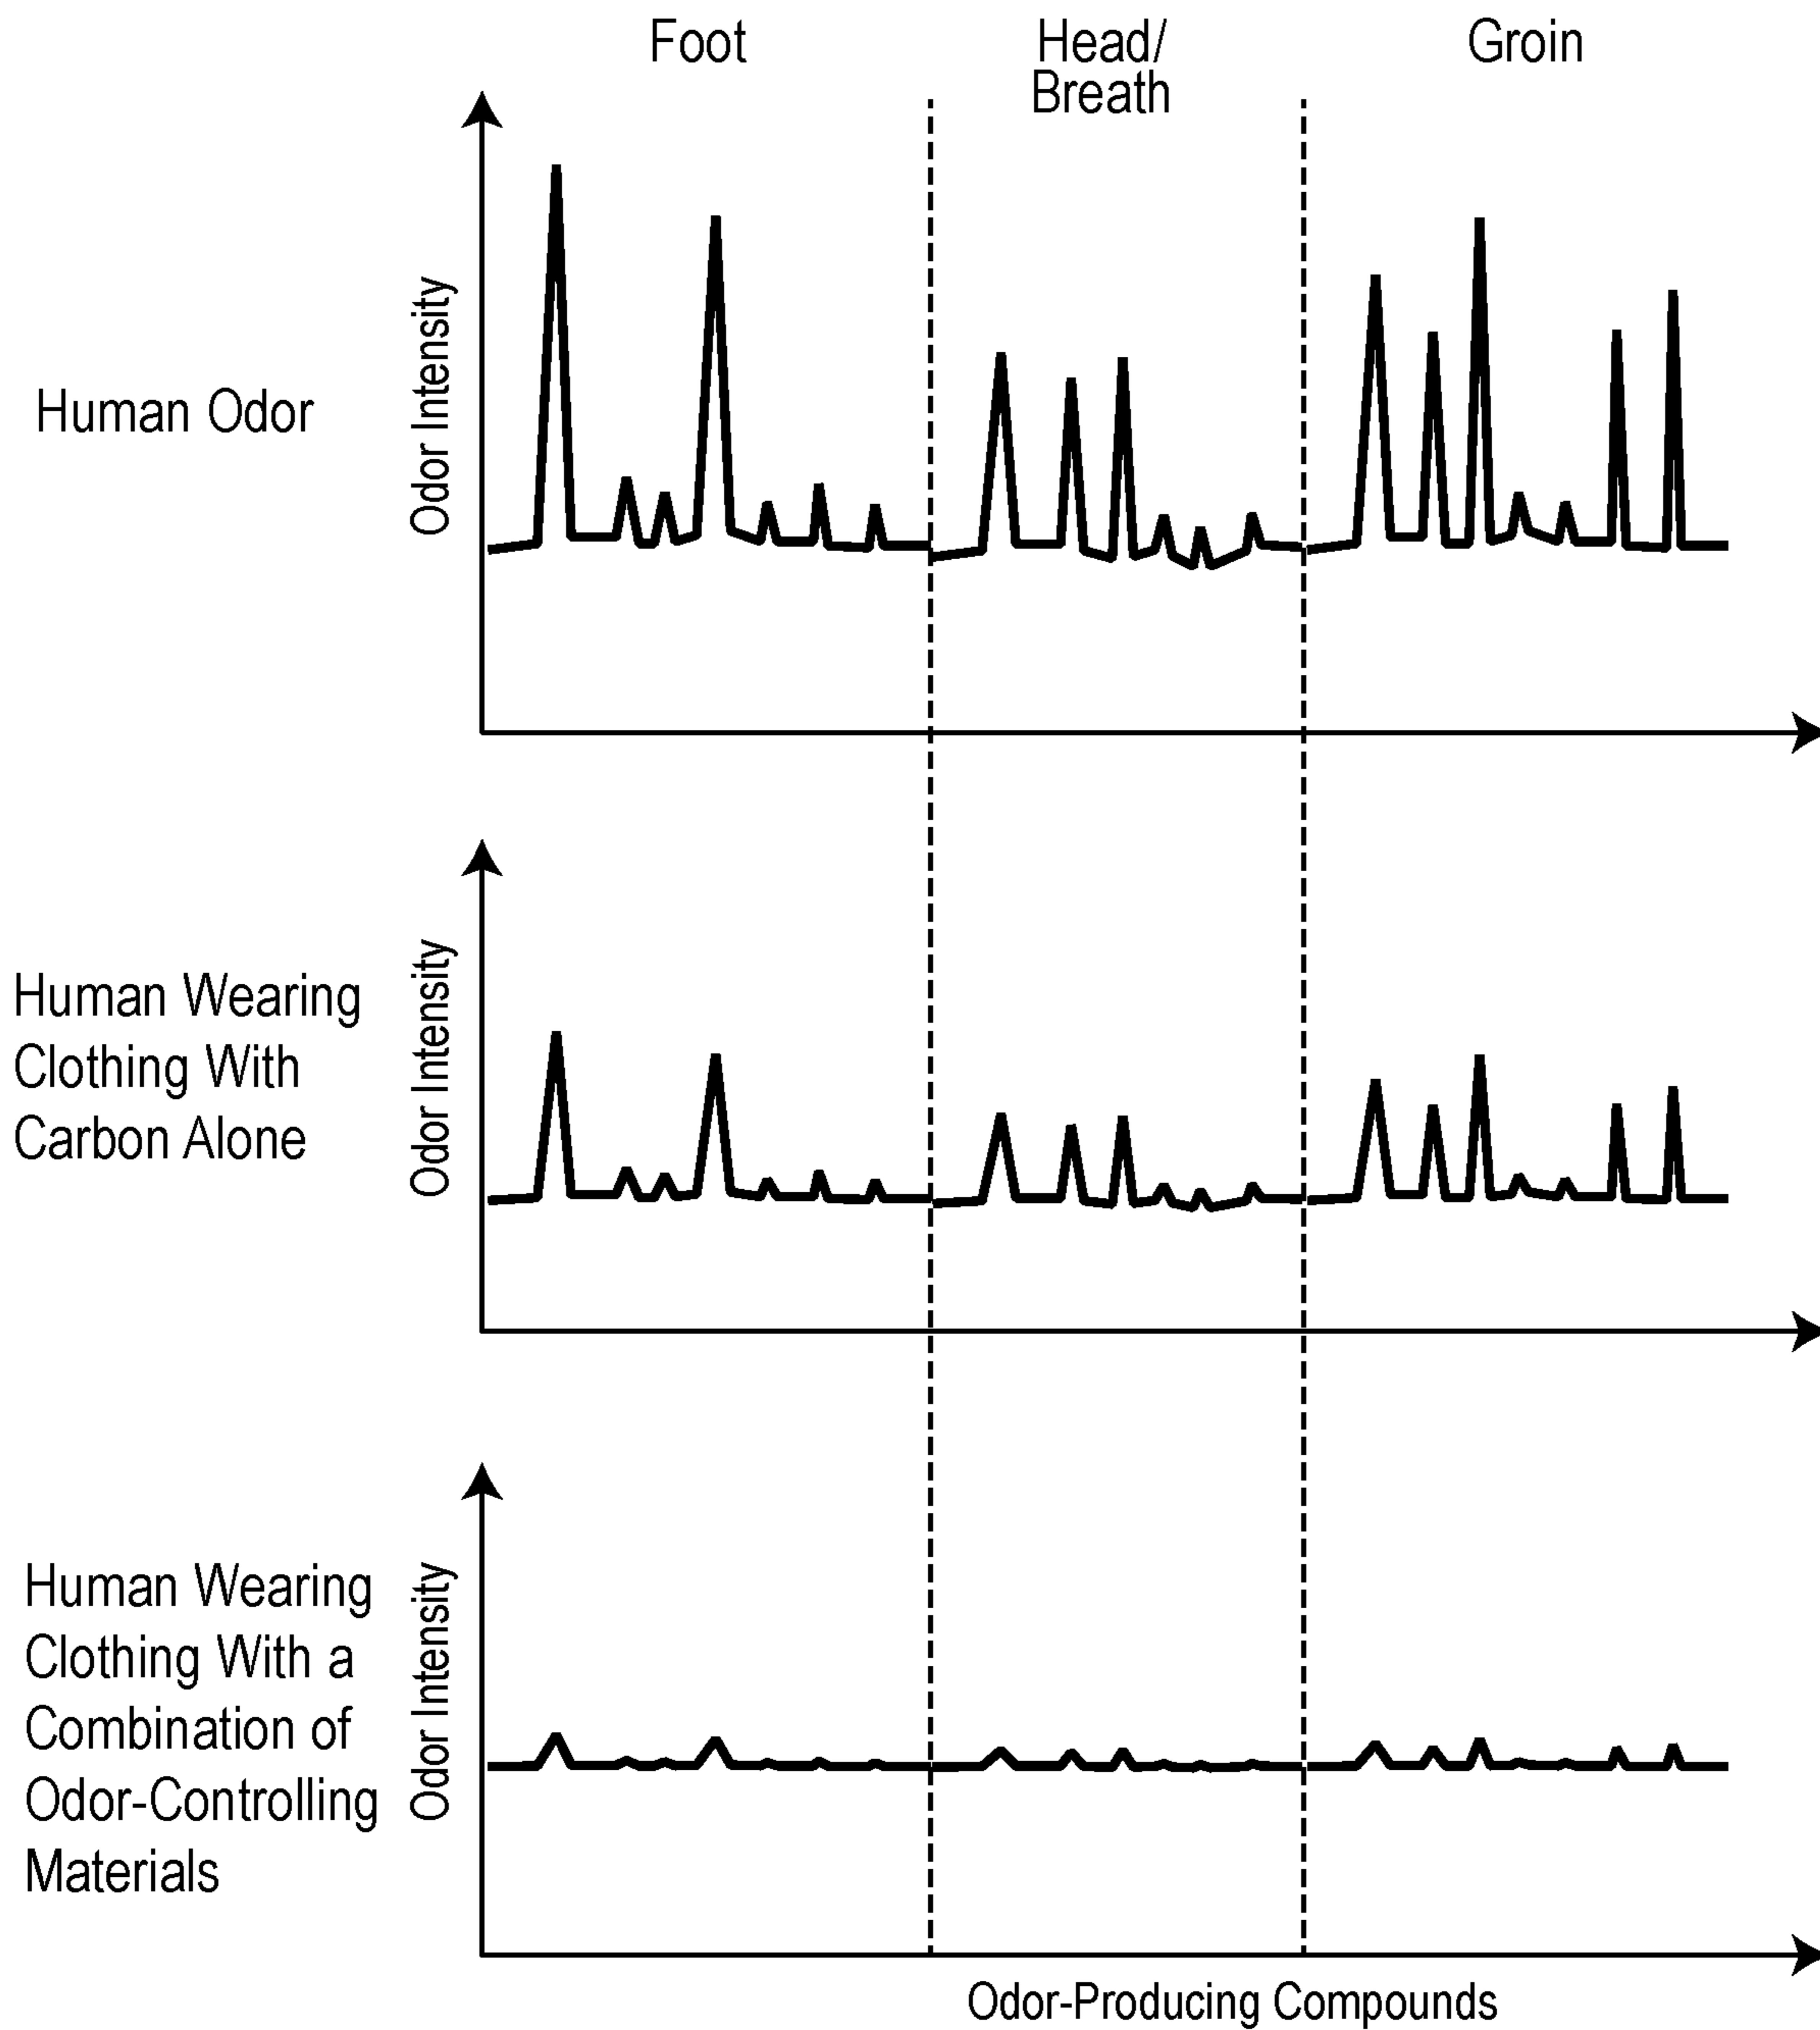 Foot
Head/
Breath
Groin
Human Odor
Odor Intensity
Human Wearing
Clothing With
Carbon Alone
Odor Intensity
Human Wearing
Clothing With a
Combination of
Odor-Controlling
Materials
Odor Intensity
Odor-Producing Compounds